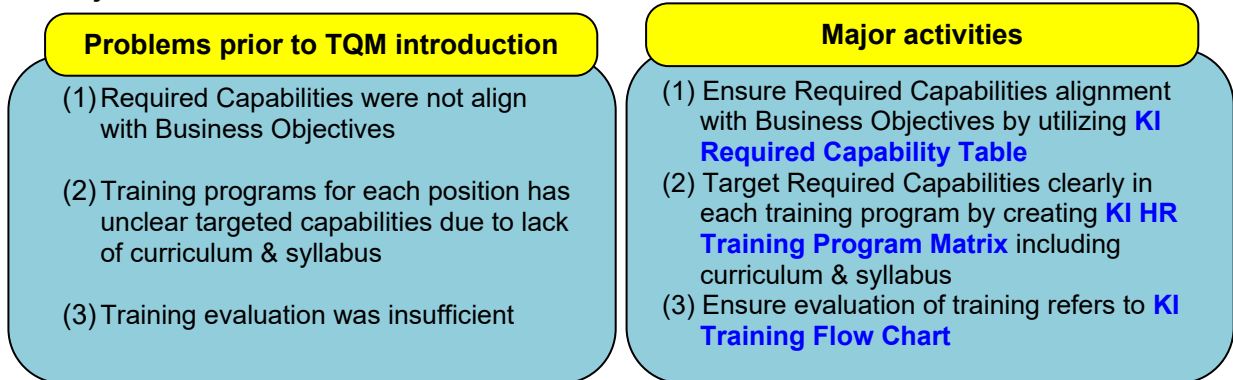 Problems prior to TQM introduction
(1) Required Capabilities were not align
with Business Objectives
(2) Training programs for each position has
unclear targeted capabilities due to lack
of curriculum & syllabus
(3) Training evaluation was insufficient
Major activities
(1) Ensure Required Capabilities alignment
with Business Objectives by utilizing KI
Required Capability Table
(2) Target Required Capabilities clearly in
each training program by creating KI HR
Training Program Matrix including
curriculum & syllabus
(3) Ensure evaluation of training refers to KI
Training Flow Chart